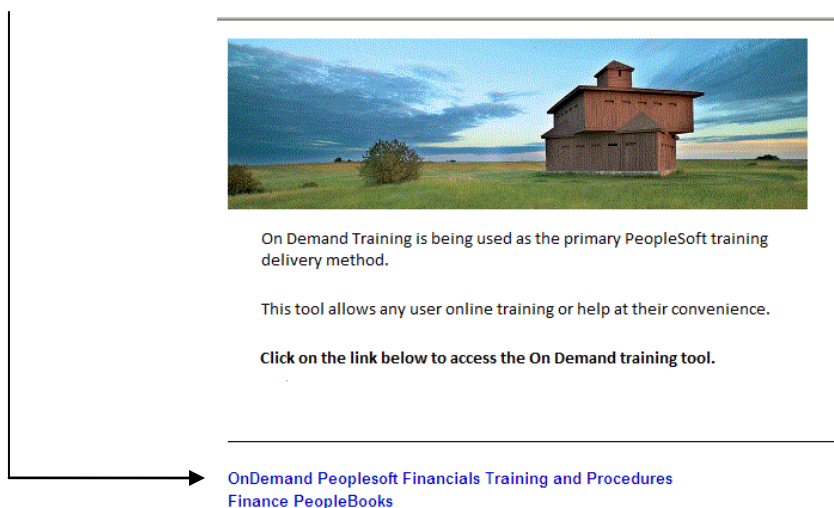 On Demand Training is being used as the primary PeopleSoft training
delivery method.
This tool allows any user online training or help at their convenience.
Click on the link below to access the On Demand training tool.
OnDemand Peoplesoft Financials Training and Procedures
Finance PeopleBooks